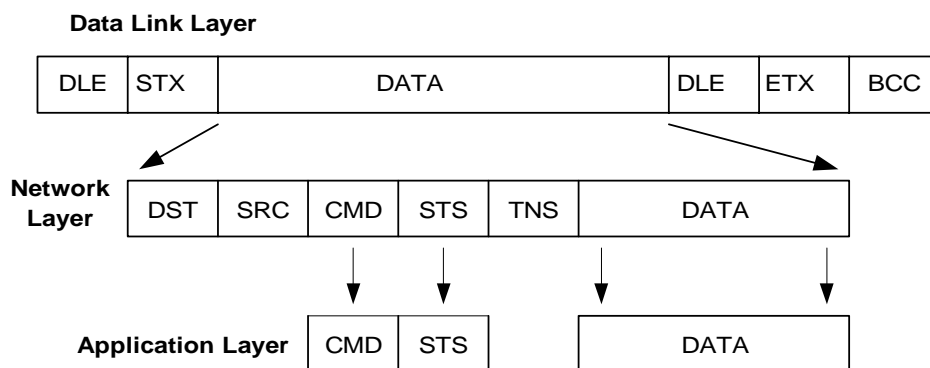 Data Link Layer
DLE STX DATA DLE ETX BCC
Network
Layer
DST SRC CMD STS TNS DATA
Application Layer CMD STS DATA